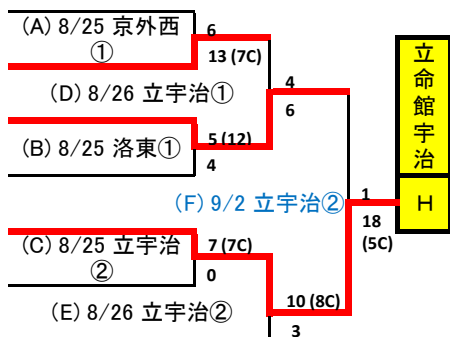 (A) 8/25 京外西
①
6
13 (7C)
(D) 8/26 立宇治①
4
6
5 (12)
(B) 8/25 洛東①
4
(F) 9/2 立宇治②
1
18
(5C)
立命館宇治
H
(C) 8/25 立宇治
②
7 (7C)
0
(E) 8/26 立宇治②
10 (8C)
3